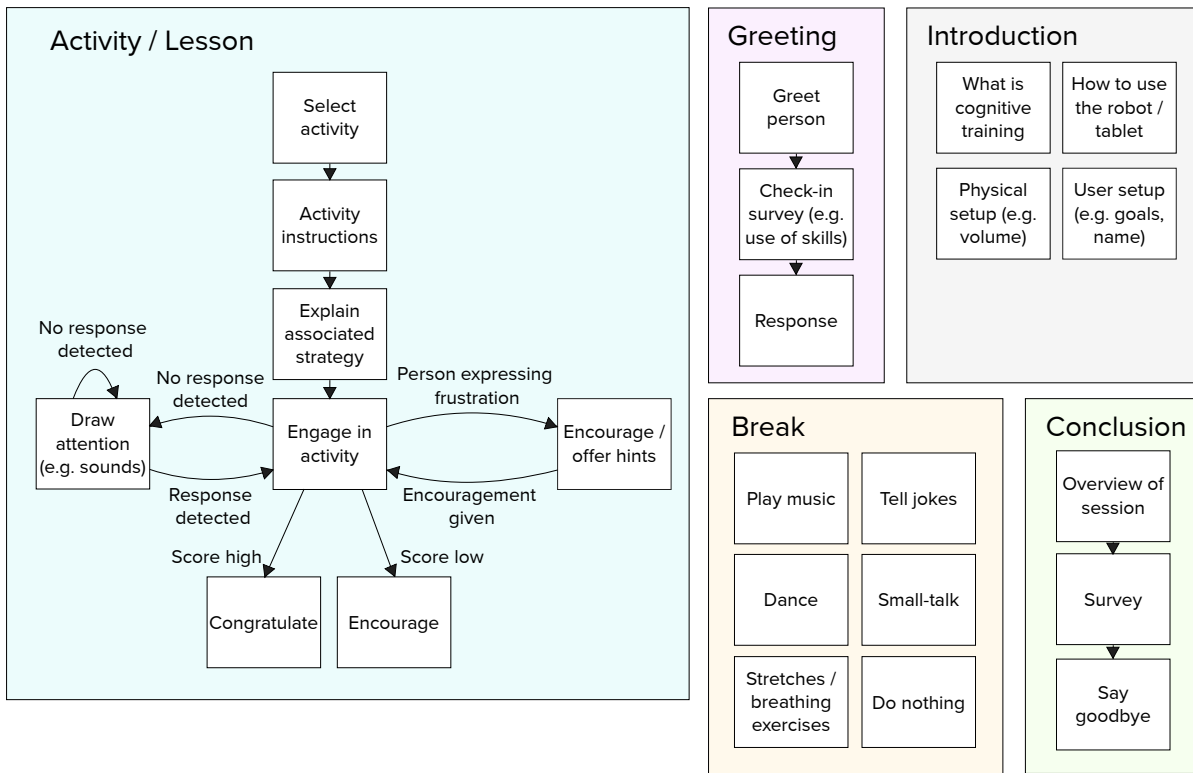 Activity / Lesson
Select
activity
Activity
instructions
Explain
associated
strategy
No response
detected
No response
detected
Person expressing
frustration
Draw
attention
(e.g. sounds)
Engage in
activity
Encourage /
offer hints
Response
detected
Encouragement
given
Score high
Score low
Congratulate
Encourage
Greeting
Greet
person
Check-in
survey (e.g.
use of skills)
Response
Introduction
What is
cognitive
training
How to use
the robot /
tablet
Physical
setup (e.g.
volume)
User setup
(e.g. goals,
name)
Break
Play music
Tell jokes
Dance
Small-talk
Stretches /
breathing
exercises
Do nothing
Conclusion
Overview of
session
Survey
Say
goodbye